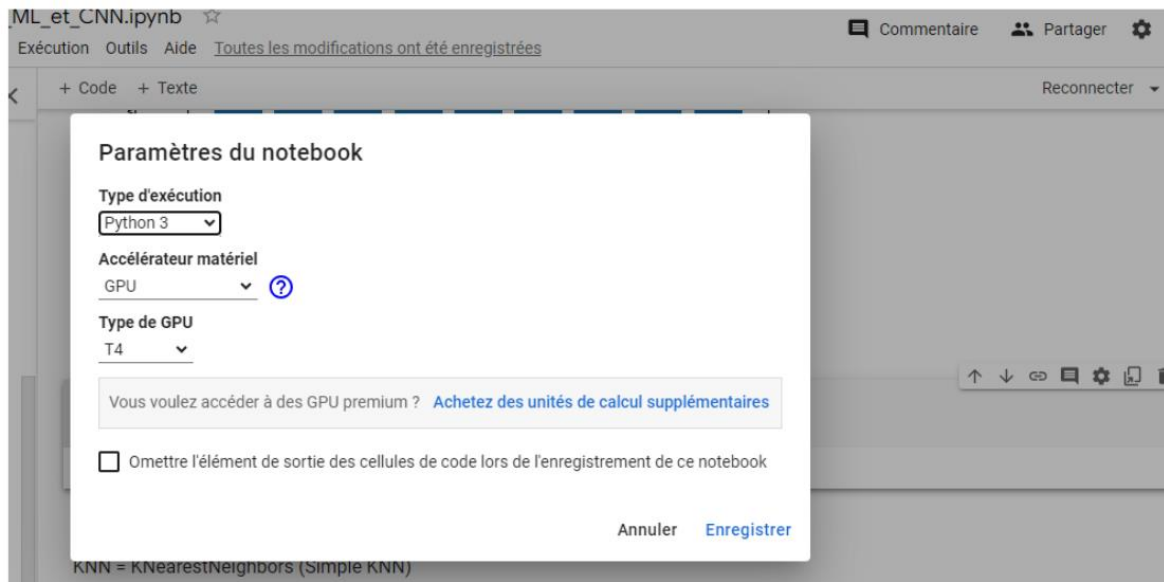 _ML_et_CNN.ipynb
Commentaire Partager
Exécution Outils Aide Toutes les modifications ont été enregistrées
+ Code + Texte Reconnecter
Paramètres du notebook
Type d'exécution
Python 3
Accélérateur matériel
GPU ?
Type de GPU
T4
Vous voulez accéder à des GPU premium ? Achetez des unités de calcul supplémentaires
Omettre l'élément de sortie des cellules de code lors de l'enregistrement de ce notebook
Annuler Enregistrer
KNN = KNearestNeighbors (Simple KNN)